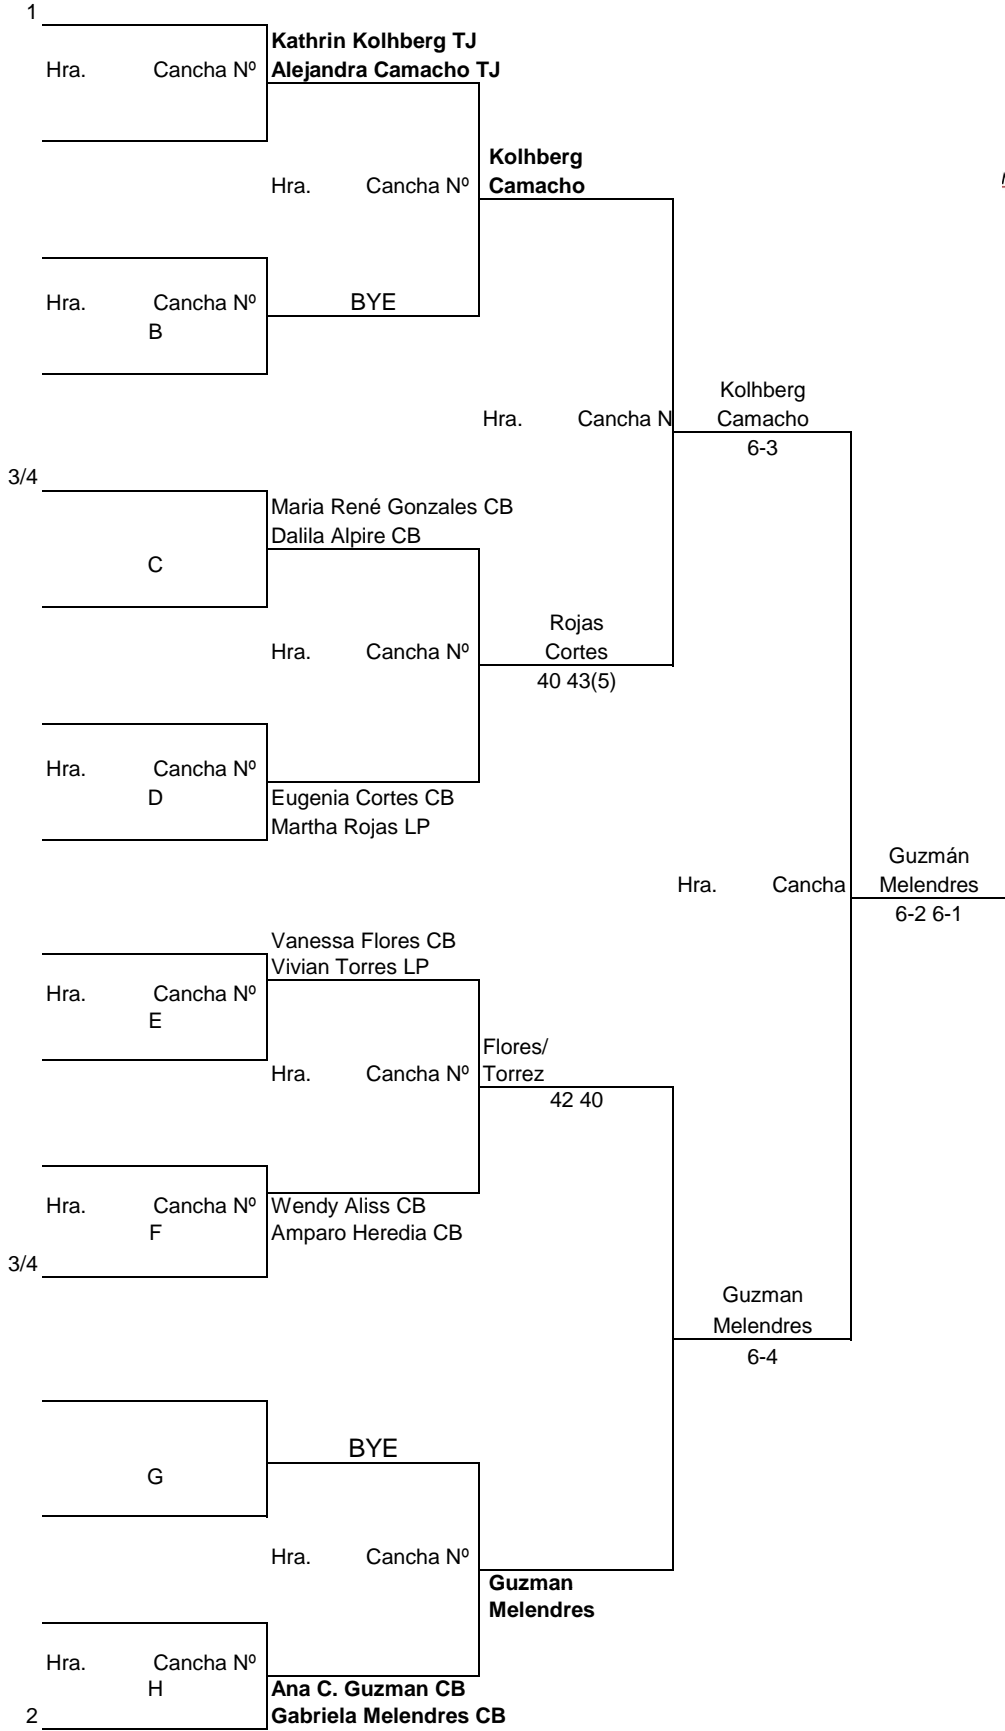 1
Kathrin Kolhberg TJ
Hra. Cancha Nº Alejandra Camacho TJ
Kolhberg
Hra. Cancha Nº Camacho
Hra. Cancha Nº BYE
B
Kolhberg
Hra. Cancha N Camacho
6-3
3/4
Maria René Gonzales CB
Dalila Alpire CB
C
Rojas
Hra. Cancha Nº Cortes
40 43(5)
Hra. Cancha Nº
D Eugenia Cortes CB
Martha Rojas LP
Guzmán
Hra. Cancha Melendres
6-2 6-1
Vanessa Flores CB
Vivian Torres LP
Hra. Cancha Nº
E
Flores/
Hra. Cancha Nº Torrez
42 40
Hra. Cancha Nº Wendy Aliss CB
F Amparo Heredia CB
3/4
Guzman
Melendres
6-4
BYE
G
Hra. Cancha Nº
Guzman
Melendres
Hra. Cancha Nº
H Ana C. Guzman CB
2 Gabriela Melendres CB